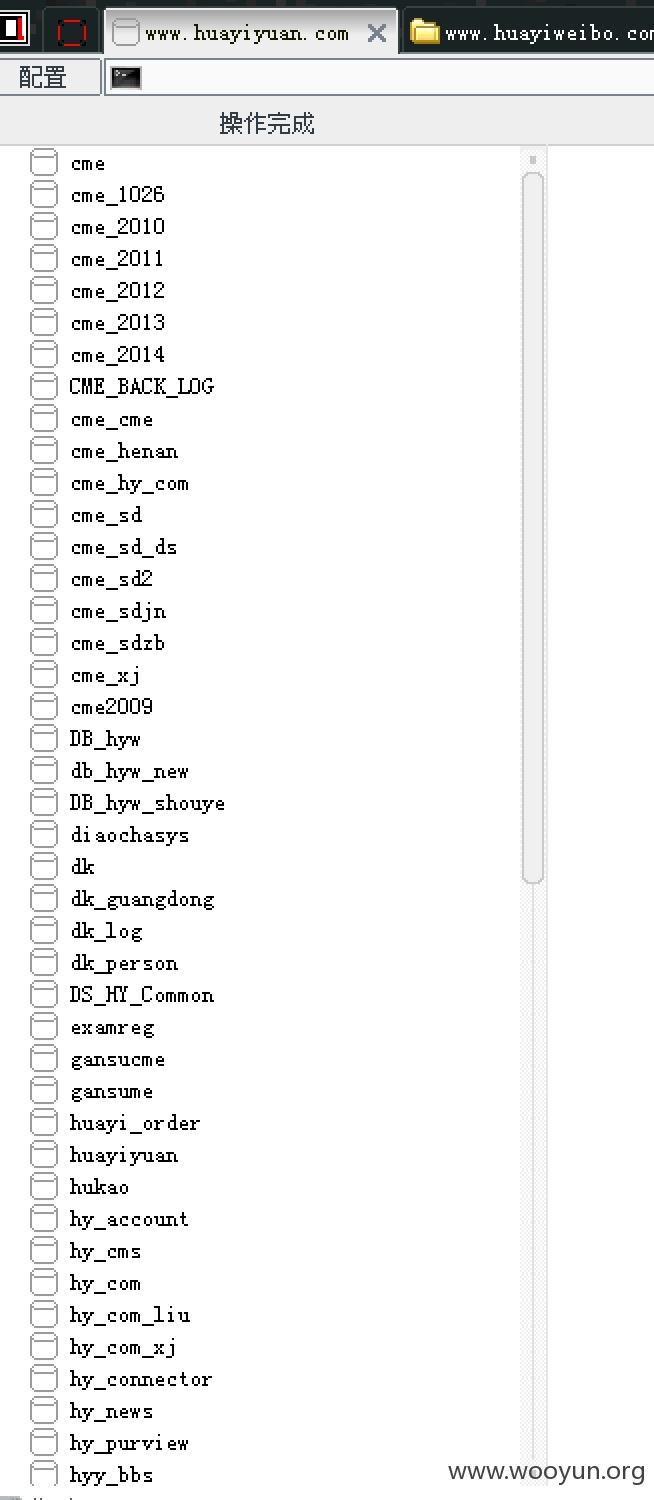 www.huayiyuan.com
www.huayiweibo.com
配置
操作完成
cme
cme_1026
cme_2010
cme_2011
cme_2012
cme_2013
cme_2014
CME_BACK_LOG
cme_cme
cme_henan
cme_hy_com
cme_sd
cme_sd_ds
cme_sd2
cme_sdjn
cme_sdzb
cme_xj
cme2009
DB_hyw
db_hyw_new
DB_hyw_shouye
diaochasys
dk
dk_guangdong
dk_log
dk_person
DS_HY_Common
examreg
gansucme
gansume
huayi_order
huayiyuan
hukao
hy_account
hy_cms
hy_com
hy_com_liu
hy_com_xj
hy_connector
hy_news
hy_purview
hyy_bbs
www.wooyun.org